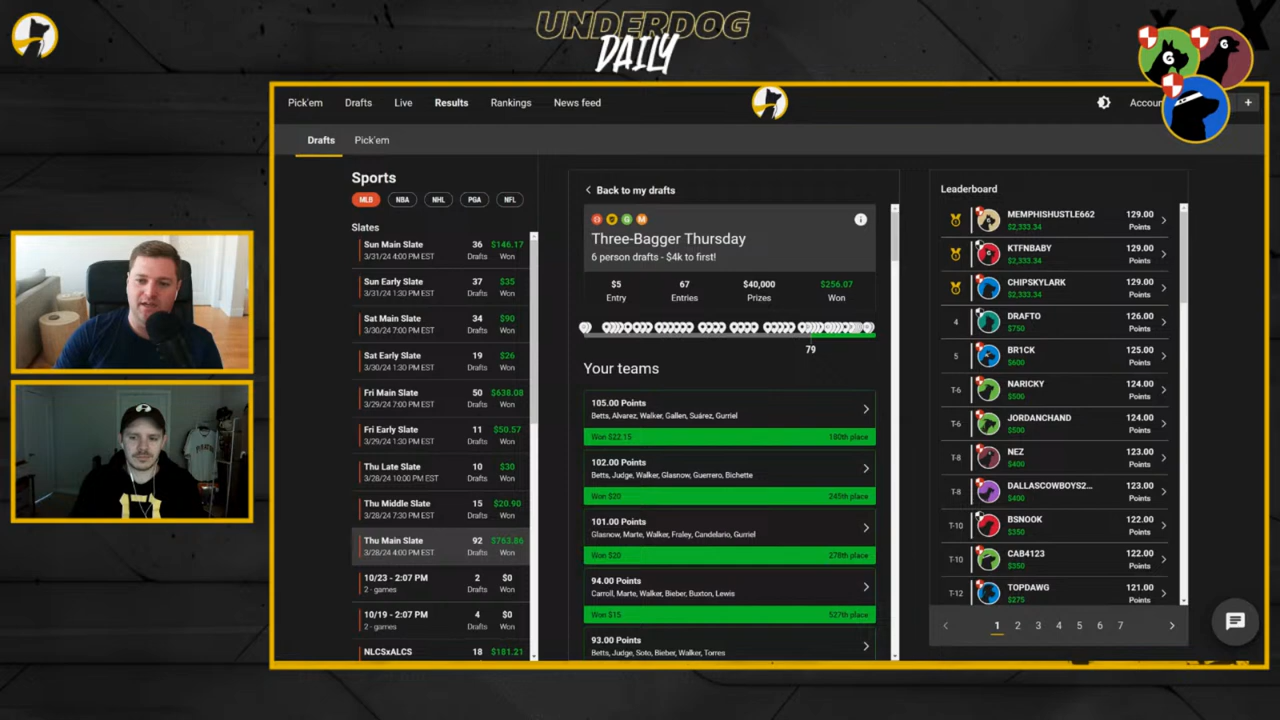 UNDERDOG
DAILY
Pick'em Drafts Live Results Rankings News feed
Accoun +
Drafts Pick'em
Sports
MLB NBA NHL PGA NFL
Slates
Sun Main Slate 36 $146.17
3/31/24 4:00 PM EST Drafts Won
Sun Early Slate 37 $35
3/31/24 1:30 PM EST Drafts Won
Sat Main Slate 34 $90
3/30/24 7:00 PM EST Drafts Won
Sat Early Slate 19 $26
3/30/24 1:30 PM EST Drafts Won
Fri Main Slate 50 $638.08
3/29/24 7:00 PM EST Drafts Won
Fri Early Slate 11 $50.57
3/29/24 1:30 PM EST Drafts Won
Thu Late Slate 10 $30
3/28/24 10:00 PM EST Drafts Won
Thu Middle Slate 15 $20.90
3/28/24 7:30 PM EST Drafts Won
Thu Main Slate 92 $763.86
3/28/24 4:00 PM EST Drafts Won
10/23 - 2:07 PM 2 $0
2 - games Drafts Won
10/19 - 2:07 PM 4 $0
2 - games Drafts Won
NLCSxALCS 18 $181.21
Back to my drafts
Three-Bagger Thursday
6 person drafts - $4k to first!
$5 67 $40,000 $256.07
Entry Entries Prizes Won
79
Your teams
105.00 Points
Betts, Alvarez, Walker, Gallen, Suárez, Gurriel
Won $22.15 180th place
102.00 Points
Betts, Judge, Walker, Glasnow, Guerrero, Bichette
Won $20 245th place
101.00 Points
Glasnow, Marte, Walker, Fraley, Candelario, Gurriel
Won $20 278th place
94.00 Points
Carroll, Marte, Walker, Bieber, Buxton, Lewis
Won $15 527th place
93.00 Points
Betts, Judge, Soto, Bieber, Walker, Torres
Leaderboard
MEMPHISHUSTLE662 129.00
$2,333.34 Points
KTFNBABY 129.00
$2,333.34 Points
CHIPSKYLARK 129.00
$2,333.34 Points
4 DRAFTO 126.00
$750 Points
5 BR1CK 125.00
$600 Points
T-6 NARICKY 124.00
$500 Points
T-6 JORDANCHAND 124.00
$500 Points
T-8 NEZ 123.00
$400 Points
T-8 DALLASCOWBOYS2... 123.00
$400 Points
T-10 BSNOOK 122.00
$350 Points
T-10 CAB4123 122.00
$350 Points
T-12 TOPDAWG 121.00
$275 Points
1 2 3 4 5 6 7